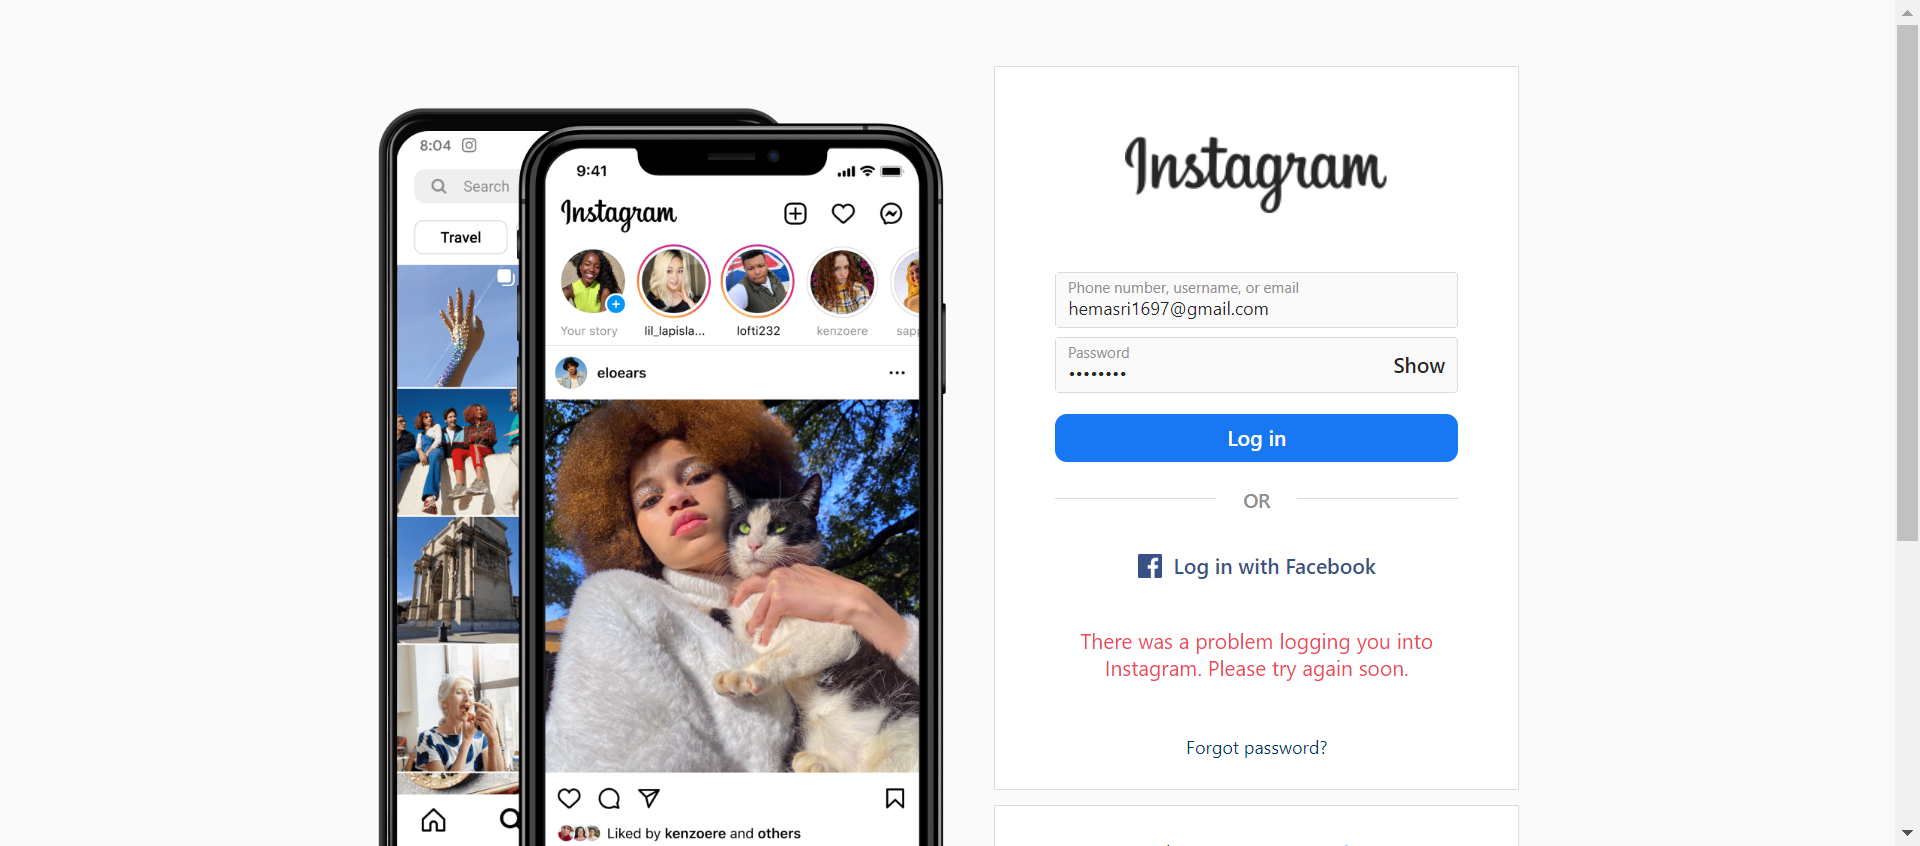 8:04
Search
Travel
9:41
Instagram
Your story
lil_lapisla...
lofti232
kenzoere
sapp
eloears
Liked by kenzoere and others
Instagram
Phone number, username, or email
hemasri1697@gmail.com
Password
••••••••
Show
Log in
OR
Log in with Facebook
There was a problem logging you into
Instagram. Please try again soon.
Forgot password?